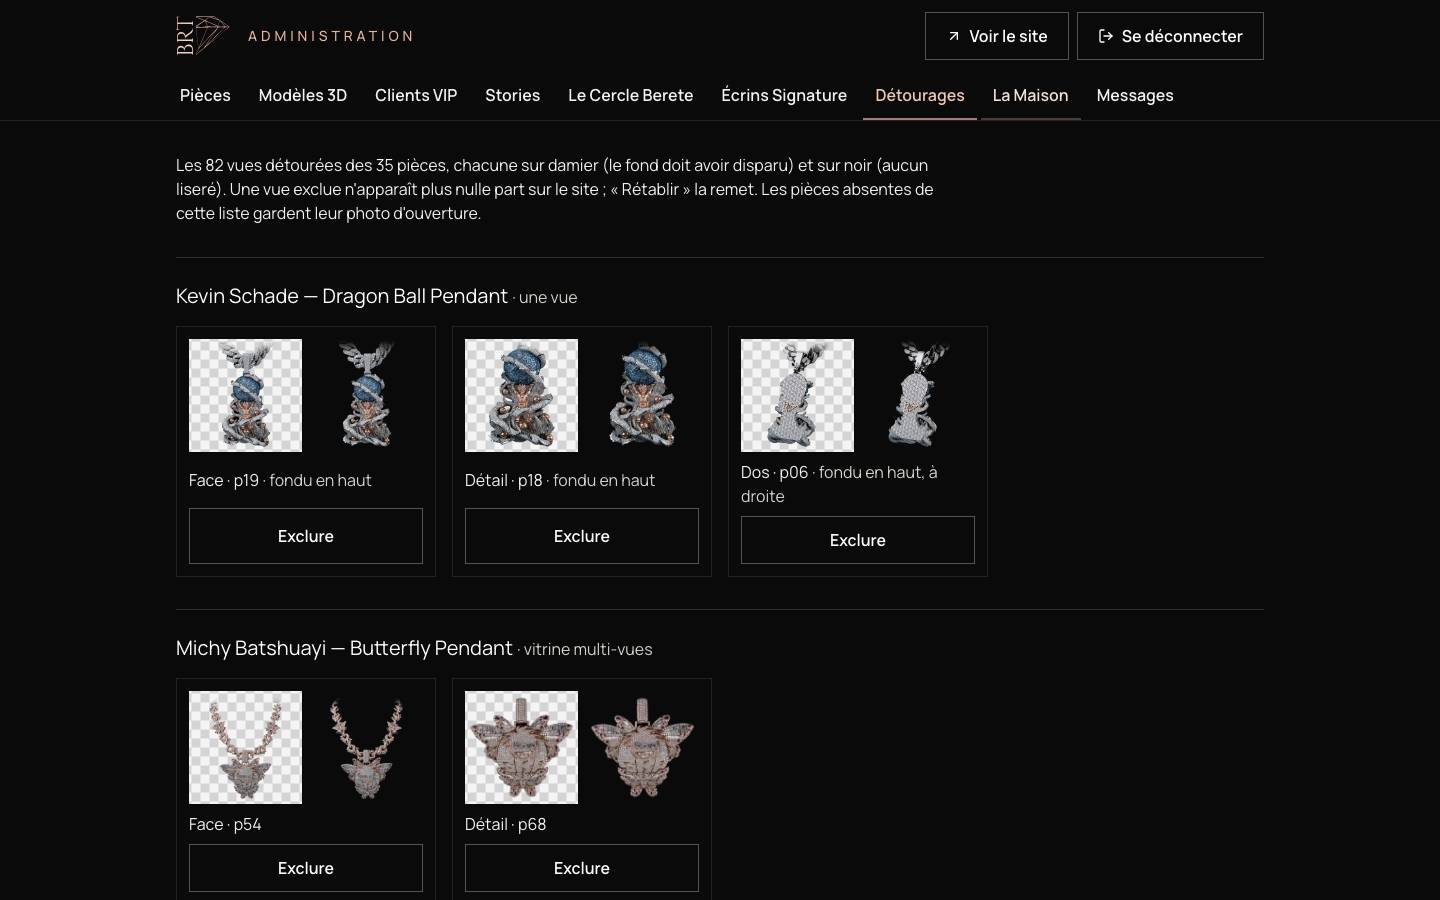 BRT
ADMINISTRATION
Voir le site
Se déconnecter
Pièces
Modèles 3D
Clients VIP
Stories
Le Cercle Berete
Écrins Signature
Détourages
La Maison
Messages
Les 82 vues détourées des 35 pièces, chacune sur damier (le fond doit avoir disparu) et sur noir (aucun
liseré). Une vue exclue n'apparaît plus nulle part sur le site ; « Rétablir » la remet. Les pièces absentes de
cette liste gardent leur photo d'ouverture.
Kevin Schade — Dragon Ball Pendant · une vue
Face · p19 · fondu en haut
Exclure
Détail · p18 · fondu en haut
Exclure
Dos · p06 · fondu en haut, à
droite
Exclure
Michy Batshuayi — Butterfly Pendant · vitrine multi-vues
Face · p54
Exclure
Détail · p68
Exclure